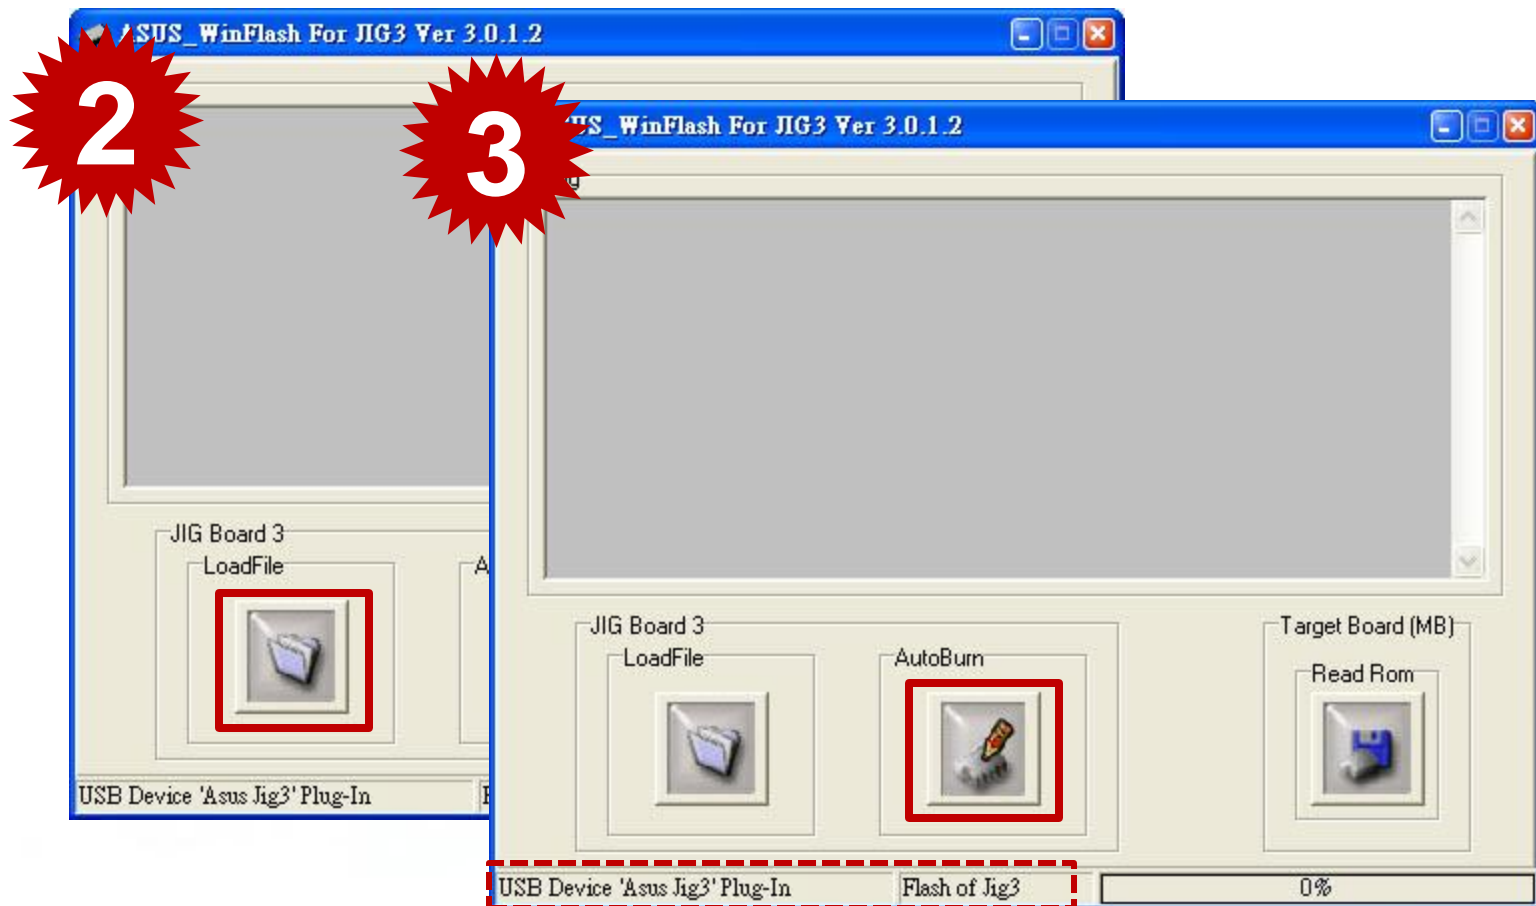 2
ASUS_WinFlash For JIG3 Ver 3.0.1.2
JIG Board 3
LoadFile
USB Device 'Asus Jig3' Plug-In
3
US_WinFlash For JIG3 Ver 3.0.1.2
JIG Board 3
LoadFile
AutoBurn
Target Board (MB)
Read Rom
USB Device 'Asus Jig3' Plug-In
Flash of Jig3
0%